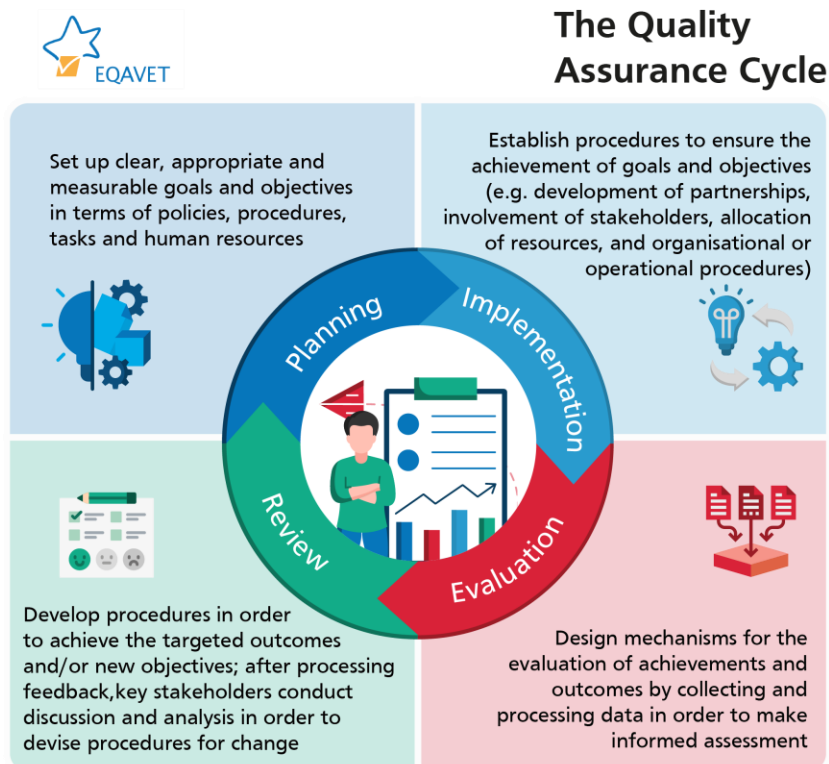 EQAVET
The Quality
Assurance Cycle
Set up clear, appropriate and
measurable goals and objectives
in terms of policies, procedures,
tasks and human resources
Establish procedures to ensure the
achievement of goals and objectives
(e.g. development of partnerships,
involvement of stakeholders, allocation
of resources, and organisational or
operational procedures)
Planning
Implementation
Review
Evaluation
Develop procedures in order
to achieve the targeted outcomes
and/or new objectives; after processing
feedback,key stakeholders conduct
discussion and analysis in order to
devise procedures for change
Design mechanisms for the
evaluation of achievements and
outcomes by collecting and
processing data in order to make
informed assessment